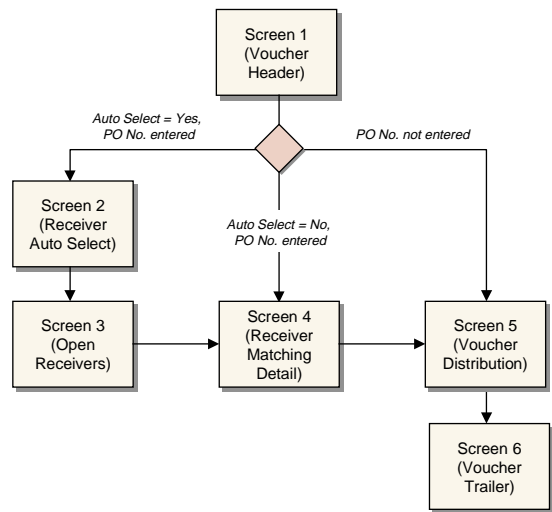 Screen 1
(Voucher
Header)
Auto Select = Yes,
PO No. entered
PO No. not entered
Screen 2
(Receiver
Auto Select)
Auto Select = No,
PO No. entered
Screen 3
(Open
Receivers)
Screen 4
(Receiver
Matching
Detail)
Screen 5
(Voucher
Distribution)
Screen 6
(Voucher
Trailer)